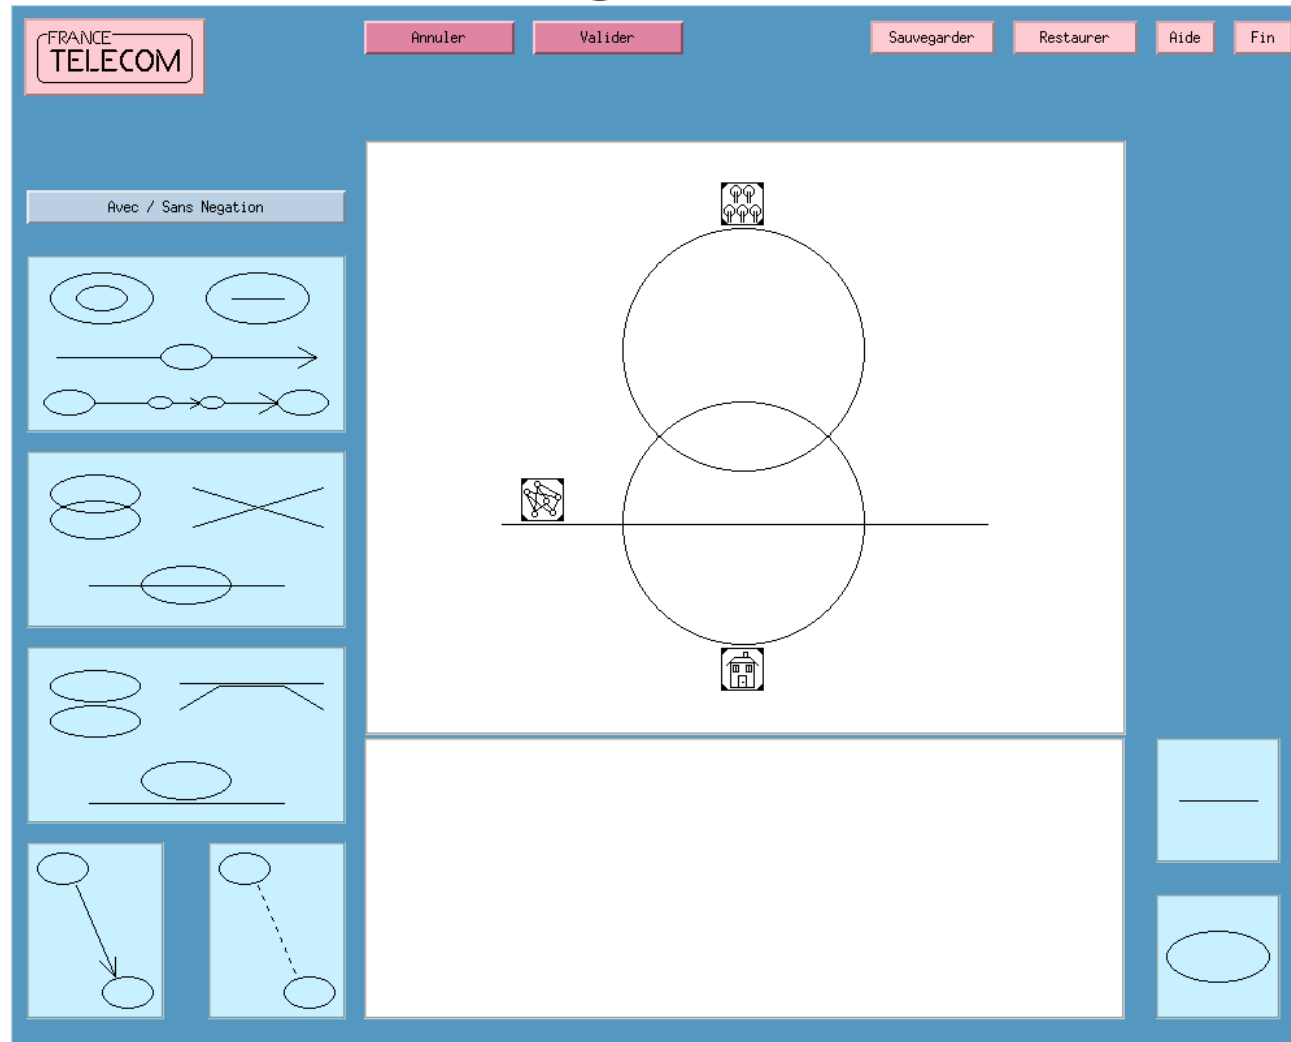 FRANCE
TELECOM
Annuler
Valider
Sauvegarder
Restaurer
Aide
Fin
Avec / Sans Negation